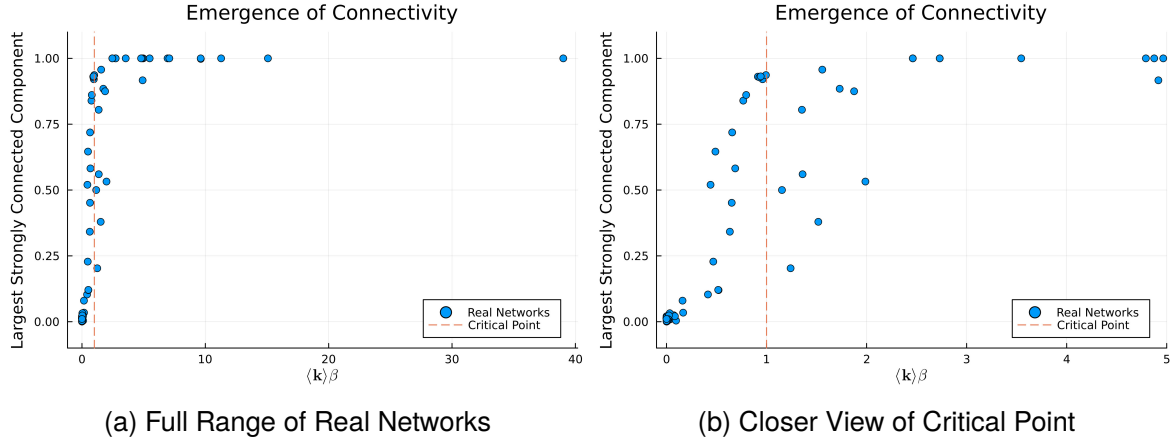 Emergence of Connectivity
Largest Strongly Connected Component
1.00
0.75
0.50
0.25
0.00
0
10
20
30
40
⟨k⟩β
Real Networks
Critical Point
(a) Full Range of Real Networks
Emergence of Connectivity
Largest Strongly Connected Component
1.00
0.75
0.50
0.25
0.00
0
1
2
3
4
5
⟨k⟩β
Real Networks
Critical Point
(b) Closer View of Critical Point